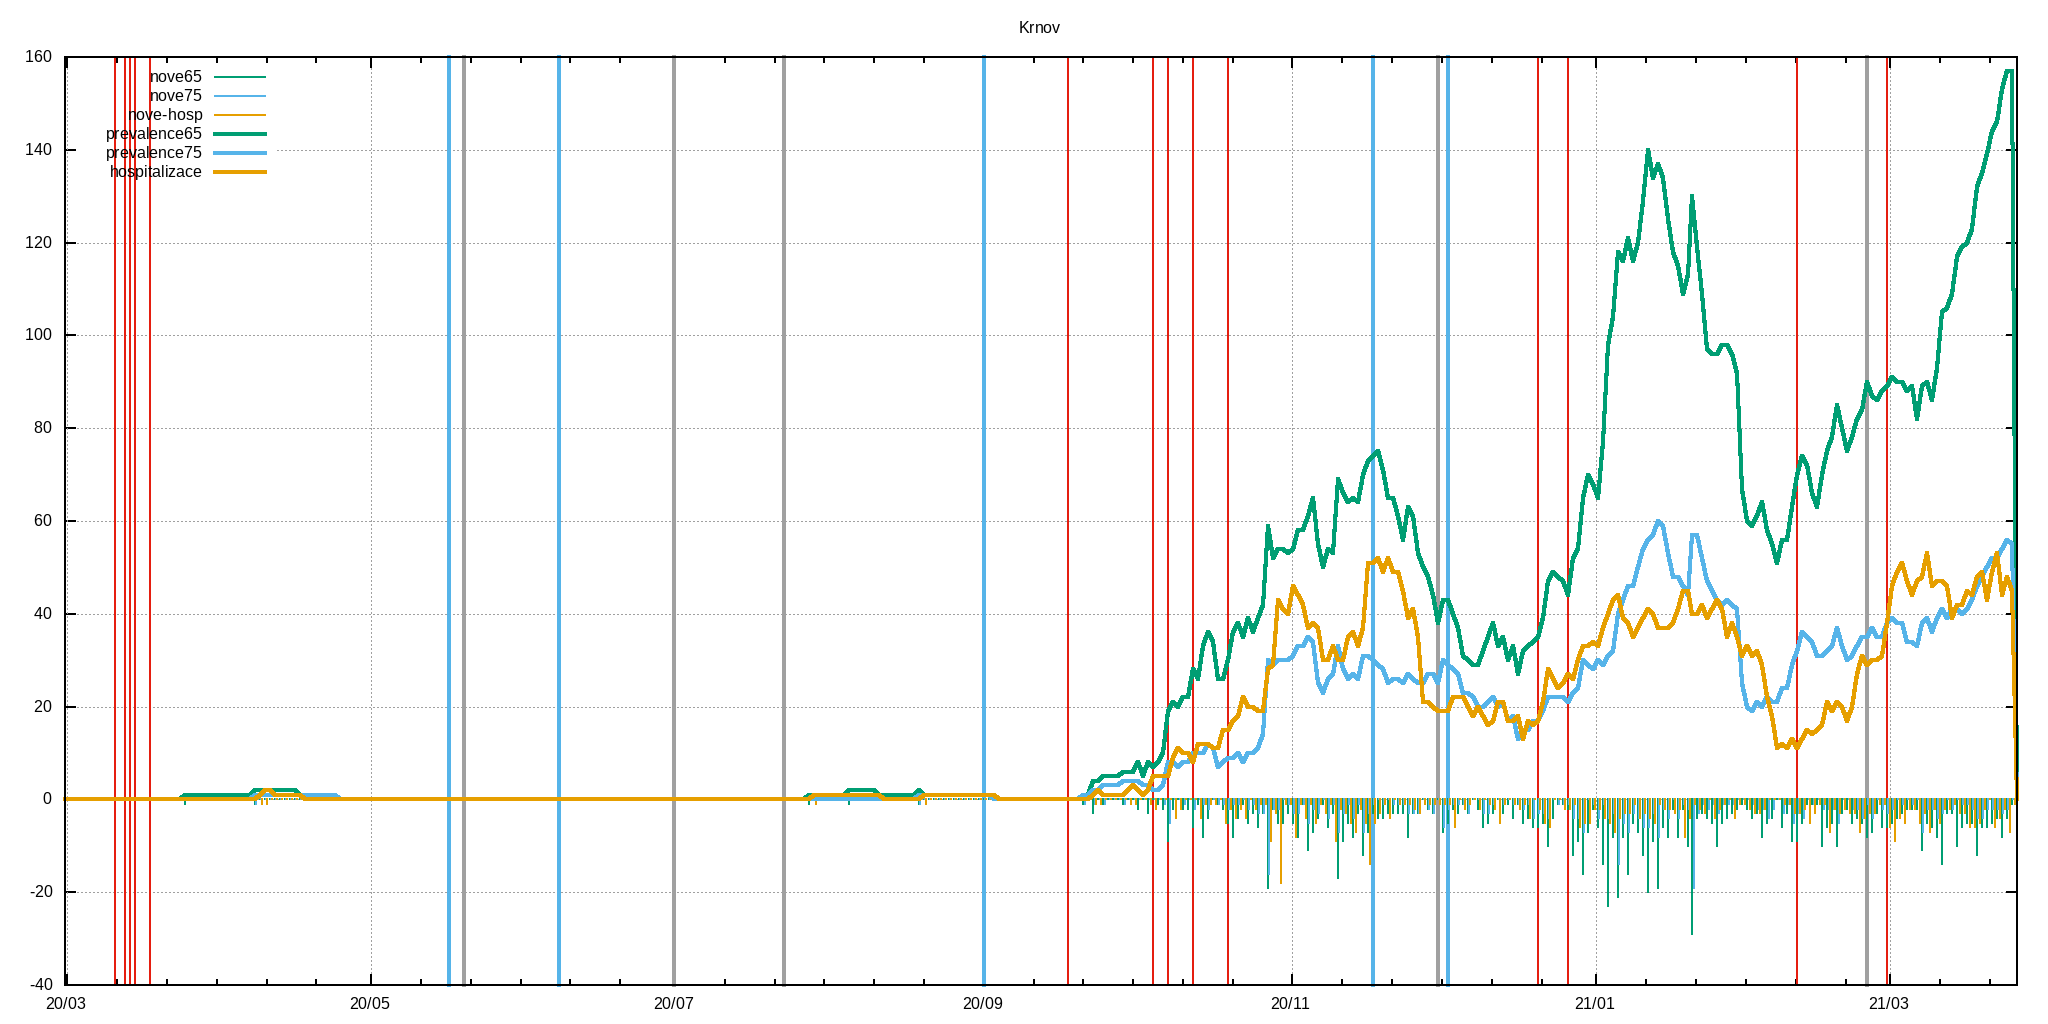 Krnov
160
nove65
nove75
nove-hosp
prevalence65
prevalence75
hospitalizace
140
120
100
80
60
40
20
0
-20
-40
20/03 20/05 20/07 20/09 20/11 21/01 21/03